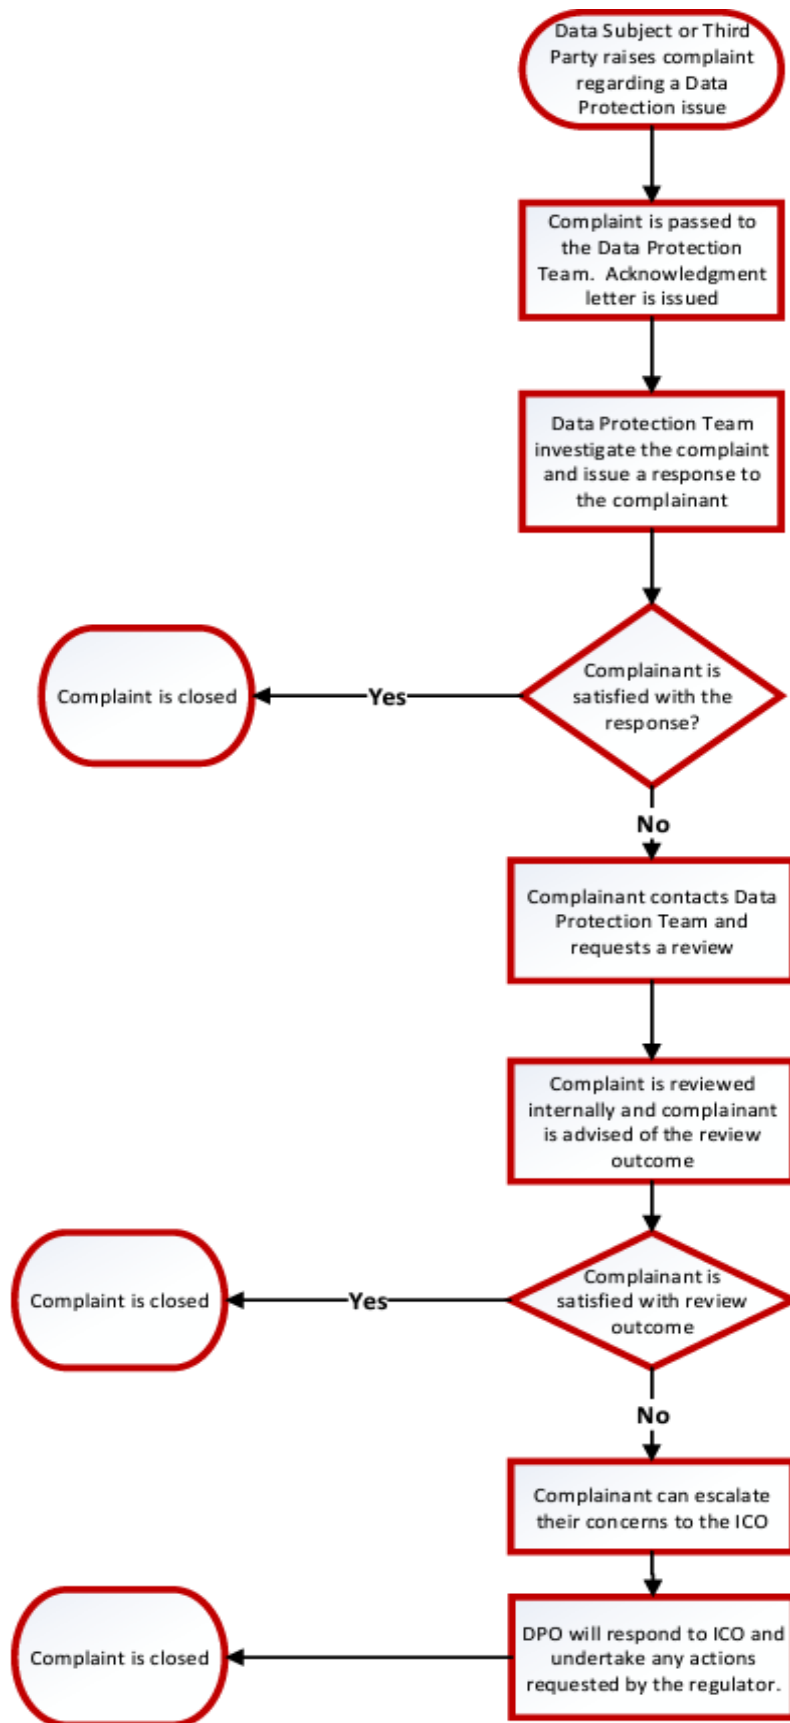 Data Subject or Third
Party raises complaint
regarding a Data
Protection issue
Complaint is passed to
the Data Protection
Team.  Acknowledgment
letter is issued
Data Protection Team
investigate the complaint
and issue a response to
the complainant
Complainant is
satisfied with the
response?
Yes
Complaint is closed
No
Complainant contacts Data
Protection Team and
requests a review
Complaint is reviewed
internally and complainant
is advised of the review
outcome
Complainant is
satisfied with review
outcome
Yes
Complaint is closed
No
Complainant can escalate
their concerns to the ICO
DPO will respond to ICO and
undertake any actions
requested by the regulator.
Complaint is closed